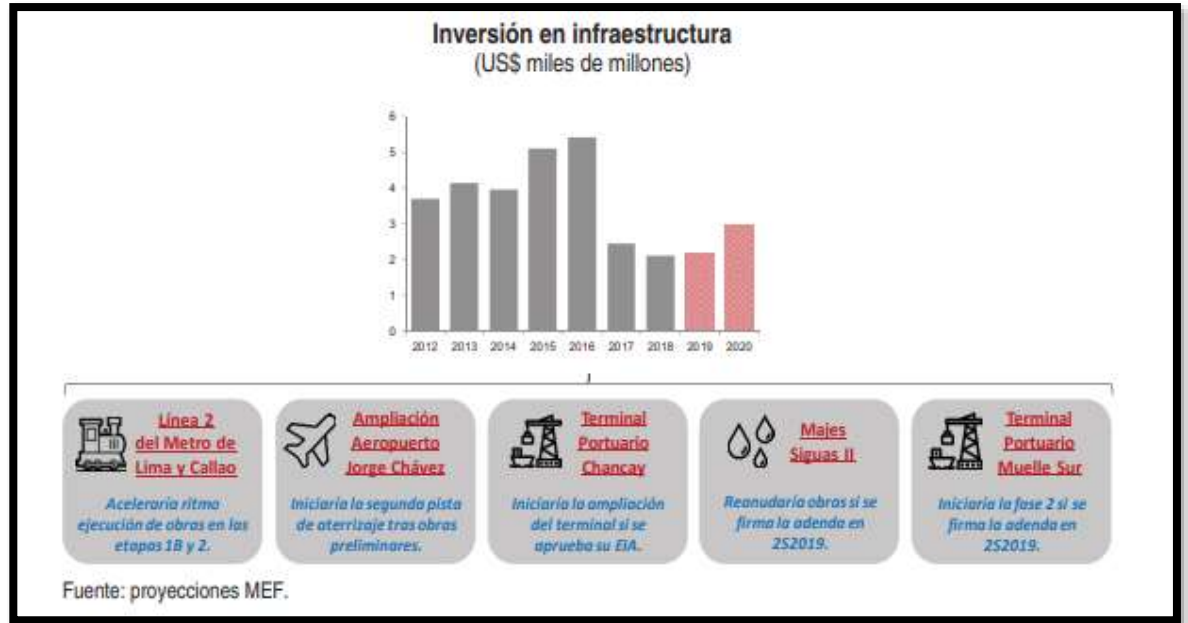 Inversión en infraestructura
(US$ miles de millones)
6
5
4
3
2
1
0
2012 2013 2014 2015 2016 2017 2018 2019 2020
Línea 2
del Metro de
Lima y Callao
Aceleraría ritmo
ejecución de obras en las
etapas 1B y 2.
Ampliación
Aeropuerto
Jorge Chávez
Iniciaría la segunda pista
de aterrizaje tras obras
preliminares.
Terminal
Portuario
Chancay
Iniciaría la ampliación
del terminal si se
aprueba su EIA.
Majes
Siguas II
Reanudaría obras si se
firma la adenda en
2S2019.
Terminal
Portuario
Muelle Sur
Iniciaría la fase 2 si se
firma la adenda en
2S2019.
Fuente: proyecciones MEF.